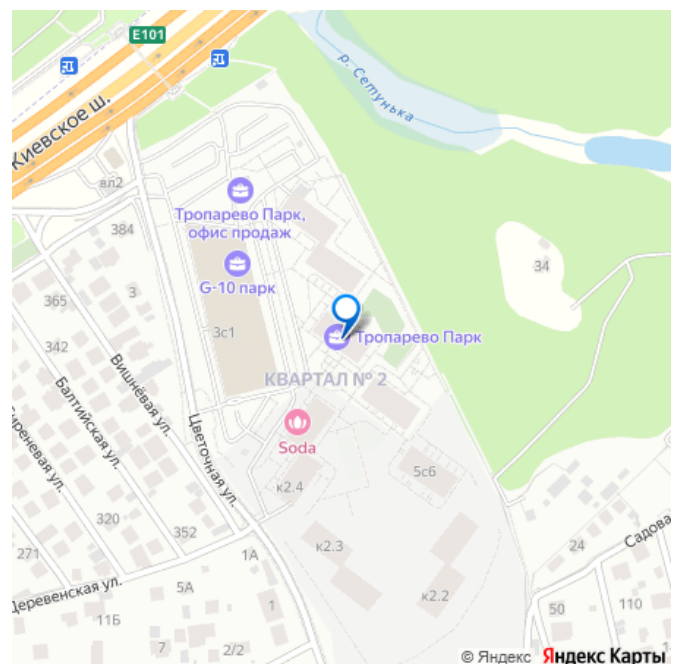 E101
р. Сетунька
Киевское ш.
вл2
Тропарево Парк,
офис продаж
384
34
G-10 парк
365
3
3с1
Тропарево Парк
342
КВАРТАЛ № 2
Вишнёвая ул.
Балтийская ул.
Цветочная ул.
Soda
5с6
к2.4
320
352
к2.3
24
Садова
271
1А
Деревенская ул.
5А
к2.2
11Б
1
50
110
7
2/2
© Яндекс Яндекс Карты